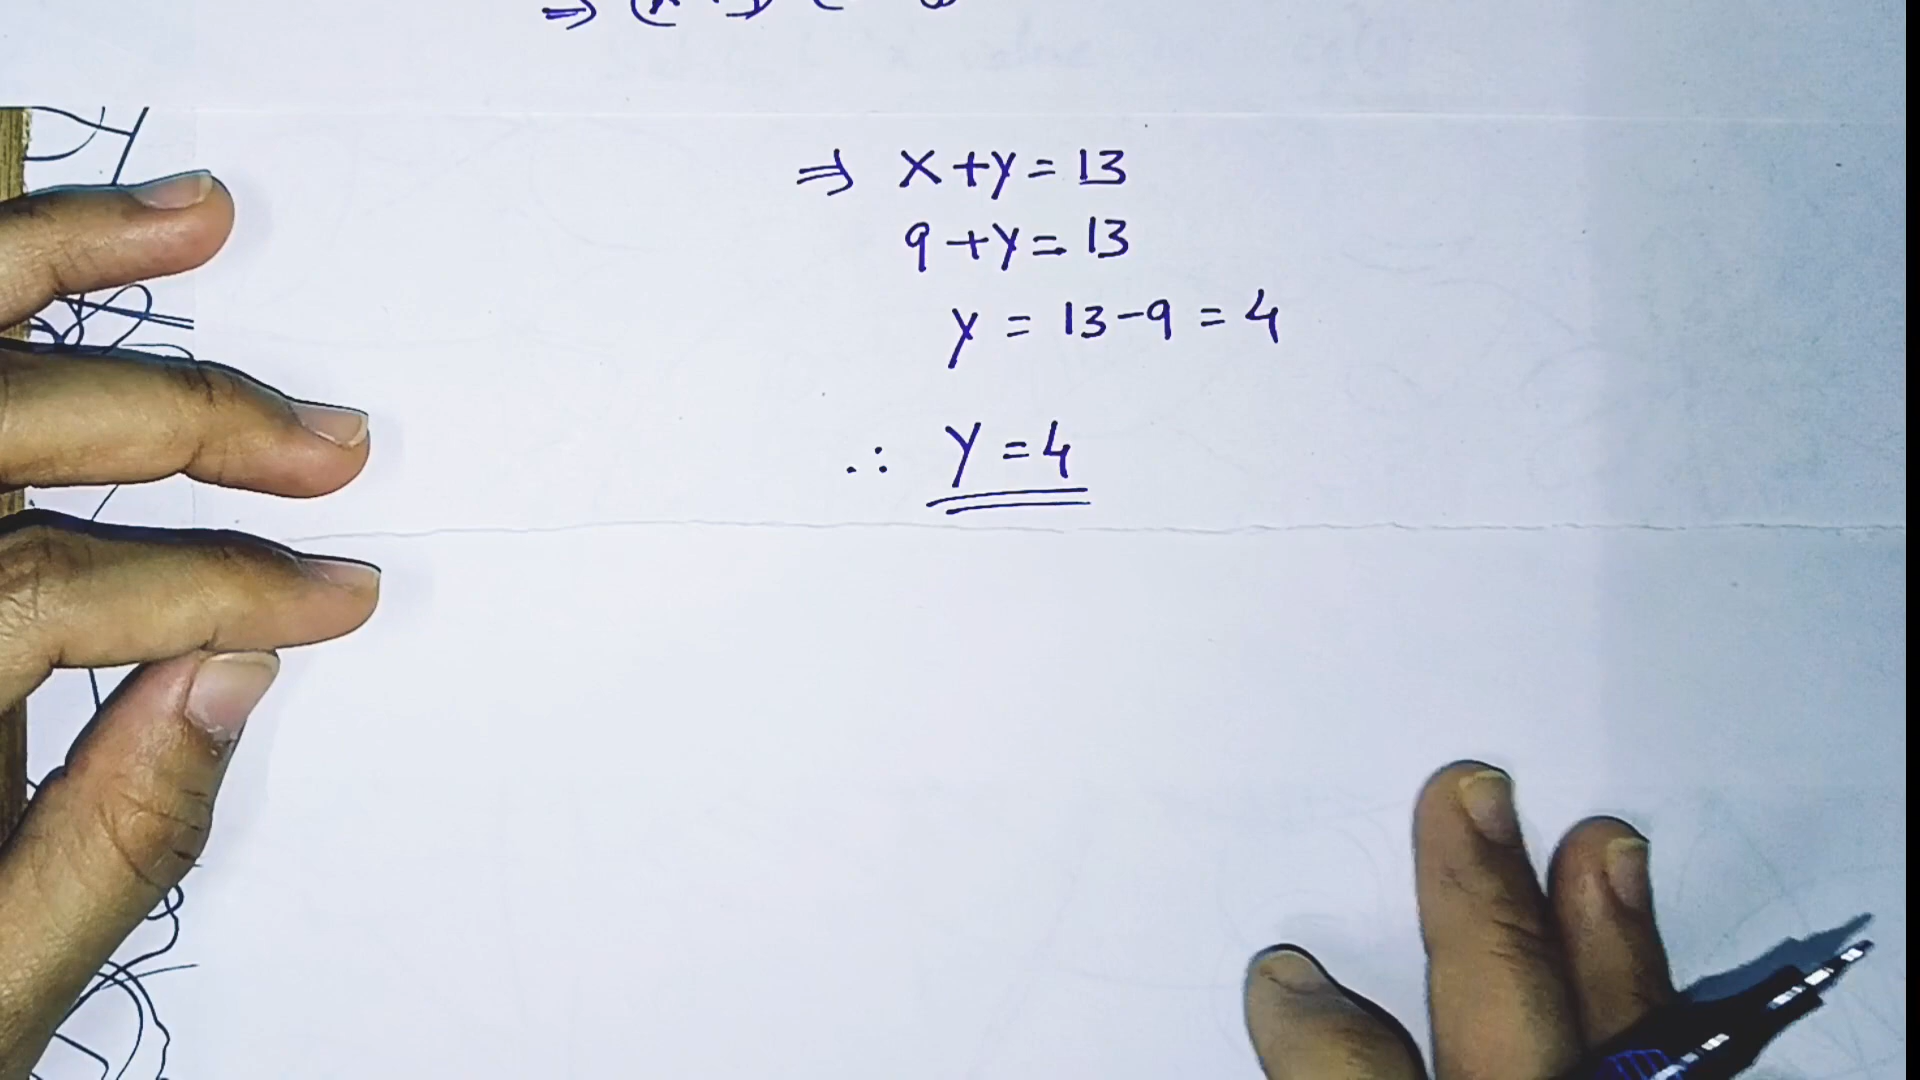 ⇒ x+y=13
9+y=13
y = 13-9 = 4
∴ y=4